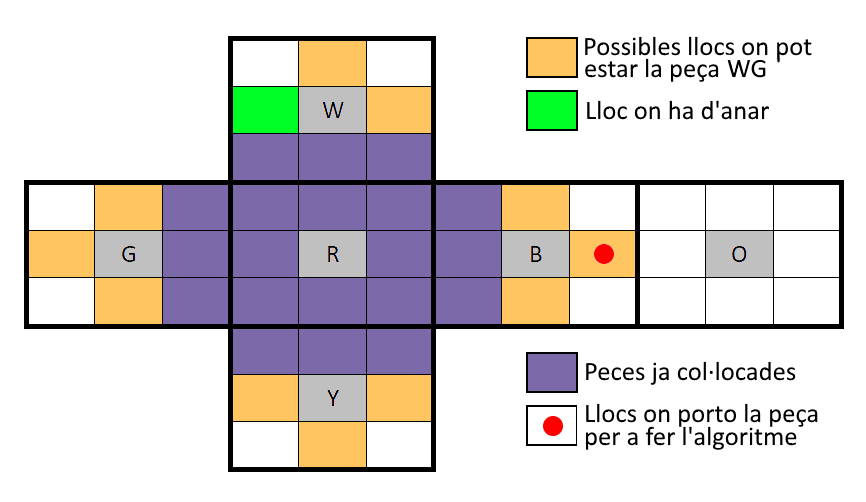 Possibles llocs on pot
estar la peça WG
W
Lloc on ha d'anar
G
R
B
O
Peces ja col·locades
Y
Llocs on porto la peça
per a fer l'algoritme